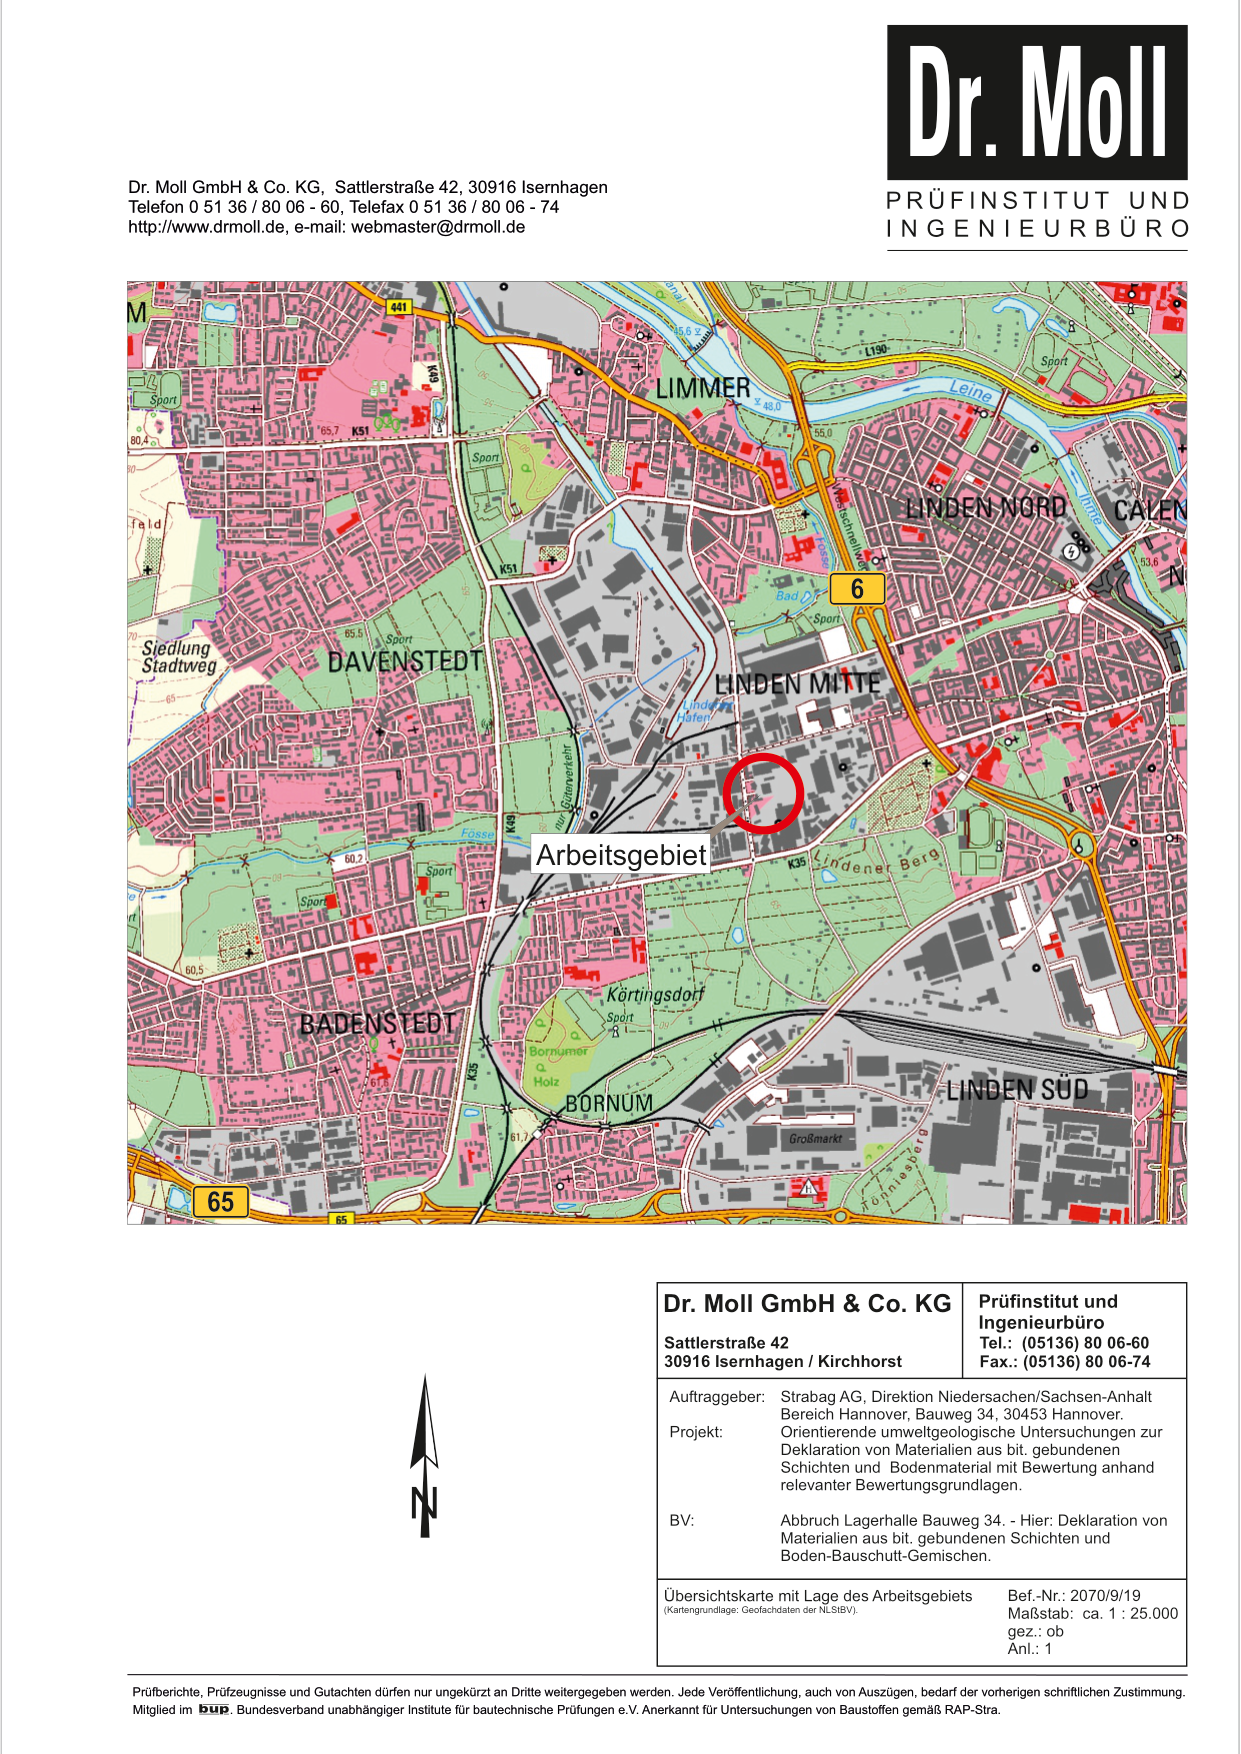 Dr. Moll
PRÜFINSTITUT UND
INGENIEURBÜRO
Dr. Moll GmbH & Co. KG, Sattlerstraße 42, 30916 Isernhagen
Telefon 0 51 36 / 80 06 - 60, Telefax 0 51 36 / 80 06 - 74
http://www.drmoll.de, e-mail: webmaster@drmoll.de
M
441
45,6
L190
Sport
K49
LIMMER
Leine
48,0
Sport
80,4
65,7
K51
55,0
Sport
LINDEN NORD
CALEN
Ihme
feld
Westschnellweg
Fösse
53,6
K51
N
6
Bad
Sport
70
65.5
Sport
Siedlung
Stadtweg
DAVENSTEDT
LINDEN MITTE
65
Lindener
Hafen
nur Güterverkehr
K49
Fösse
Arbeitsgebiet
60,2
K35
Lindener Berg
Sport
Sport
60,5
Körtingsdorf
Sport
BADENSTEDT
Bornumer
Holz
K35
61,6
BORNUM
LINDEN SÜD
61,7
Großmarkt
Tönniesberg
65
65
Dr. Moll GmbH & Co. KG
Sattlerstraße 42
30916 Isernhagen / Kirchhorst
Prüfinstitut und
Ingenieurbüro
Tel.: (05136) 80 06-60
Fax.: (05136) 80 06-74
Auftraggeber: Strabag AG, Direktion Niedersachen/Sachsen-Anhalt
Bereich Hannover, Bauweg 34, 30453 Hannover.
Projekt: Orientierende umweltgeologische Untersuchungen zur
Deklaration von Materialien aus bit. gebundenen
Schichten und Bodenmaterial mit Bewertung anhand
relevanter Bewertungsgrundlagen.
BV: Abbruch Lagerhalle Bauweg 34. - Hier: Deklaration von
Materialien aus bit. gebundenen Schichten und
Boden-Bauschutt-Gemischen.
N
Übersichtskarte mit Lage des Arbeitsgebiets
(Kartengrundlage: Geofachdaten der NLStBV).
Bef.-Nr.: 2070/9/19
Maßstab: ca. 1 : 25.000
gez.: ob
Anl.: 1
Prüfberichte, Prüfzeugnisse und Gutachten dürfen nur ungekürzt an Dritte weitergegeben werden. Jede Veröffentlichung, auch von Auszügen, bedarf der vorherigen schriftlichen Zustimmung.
Mitglied im bup. Bundesverband unabhängiger Institute für bautechnische Prüfungen e.V. Anerkannt für Untersuchungen von Baustoffen gemäß RAP-Stra.